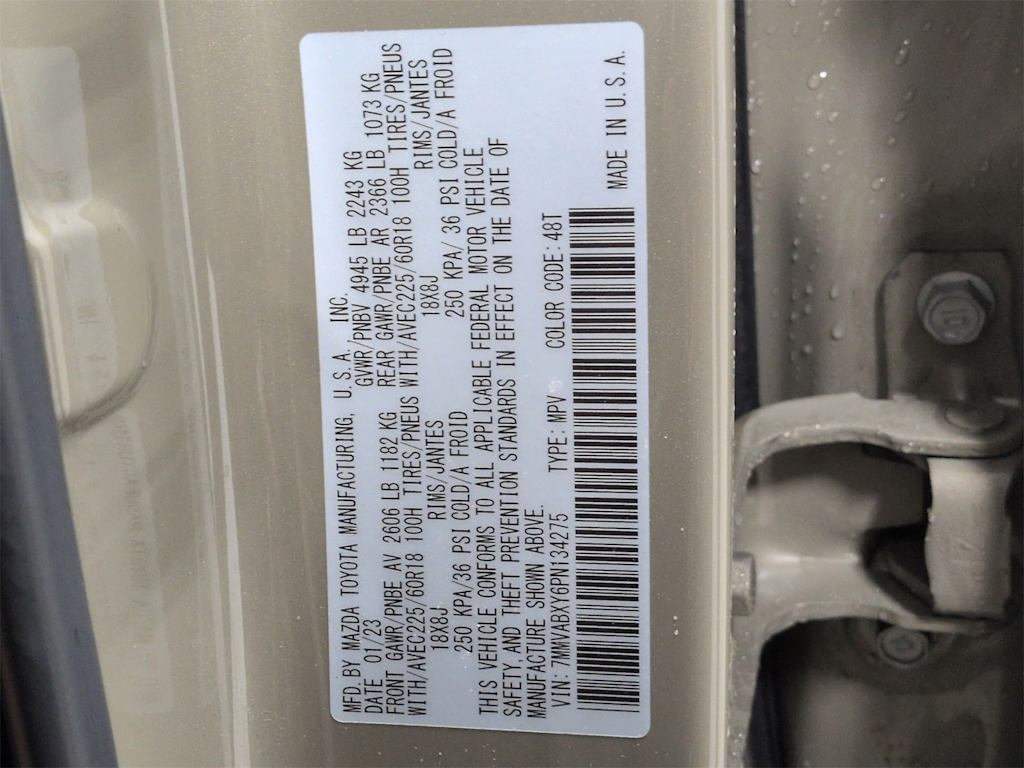 MFD. BY MAZDA TOYOTA MANUFACTURING, U.S.A., INC.
DATE 01/23 GVWR/PNBV 4945 LB 2243 KG
FRONT GAWR/PNBE AV 2606 LB 1182 KG REAR GAWR/PNBE AR 2366 LB 1073 KG
WITH/AVEC225/60R18 100H TIRES/PNEUS WITH/AVEC225/60R18 100H TIRES/PNEUS
18X8J RIMS/JANTES 18X8J RIMS/JANTES
250 KPA/36 PSI COLD/A FROID 250 KPA/ 36 PSI COLD/A FROID
THIS VEHICLE CONFORMS TO ALL APPLICABLE FEDERAL MOTOR VEHICLE
SAFETY, AND THEFT PREVENTION STANDARDS IN EFFECT ON THE DATE OF
MANUFACTURE SHOWN ABOVE.
VIN: 7MMVABXY6PN134275 TYPE: MPV COLOR CODE: 48T
MADE IN U.S.A.